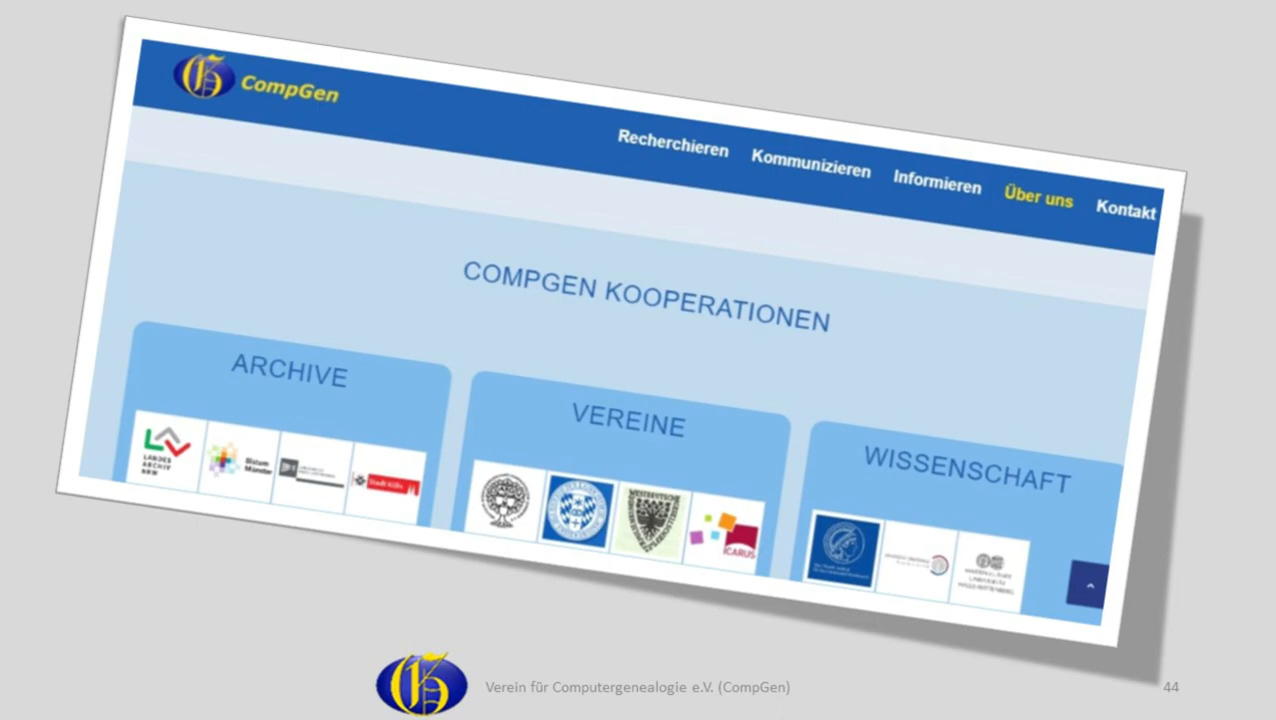 CompGen
Recherchieren Kommunizieren Informieren Über uns Kontakt
COMPGEN KOOPERATIONEN
ARCHIVE
VEREINE
WISSENSCHAFT
LANDES
ARCHIV
NRW
Bistum
Münster
Stadt Köln
WESTDEUTSCHE
ICARUS
Verein für Computergenealogie e.V. (CompGen)
44